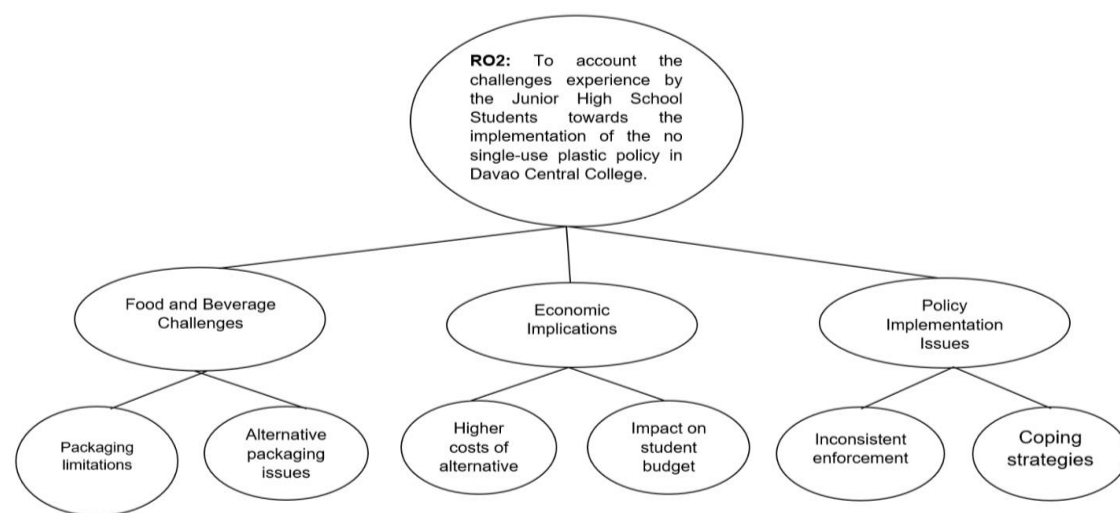 RO2: To account the
challenges experience by
the Junior High School
Students towards the
implementation of the no
single-use plastic policy in
Davao Central College.
Food and Beverage
Challenges
Economic
Implications
Policy
Implementation
Issues
Packaging
limitations
Alternative
packaging
issues
Higher
costs of
alternative
Impact on
student
budget
Inconsistent
enforcement
Coping
strategies